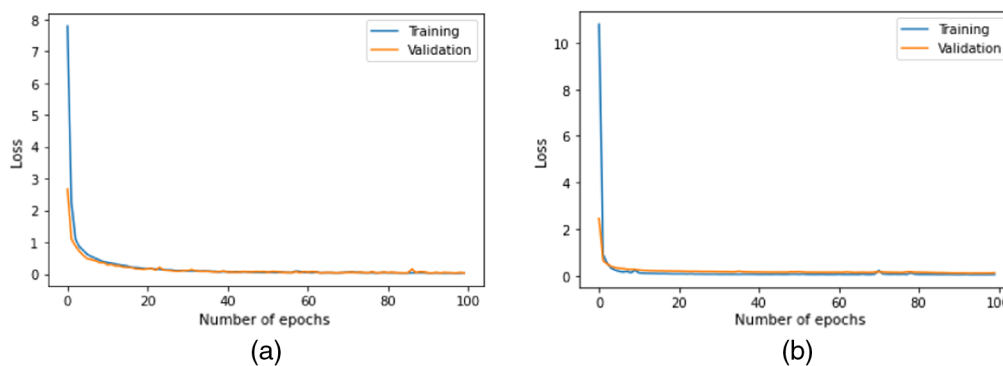 8
7
6
5
4
3
2
1
0
Loss
Training
Validation
0 20 40 60 80 100
Number of epochs
(a)
10
8
6
4
2
0
Loss
Training
Validation
0 20 40 60 80 100
Number of epochs
(b)